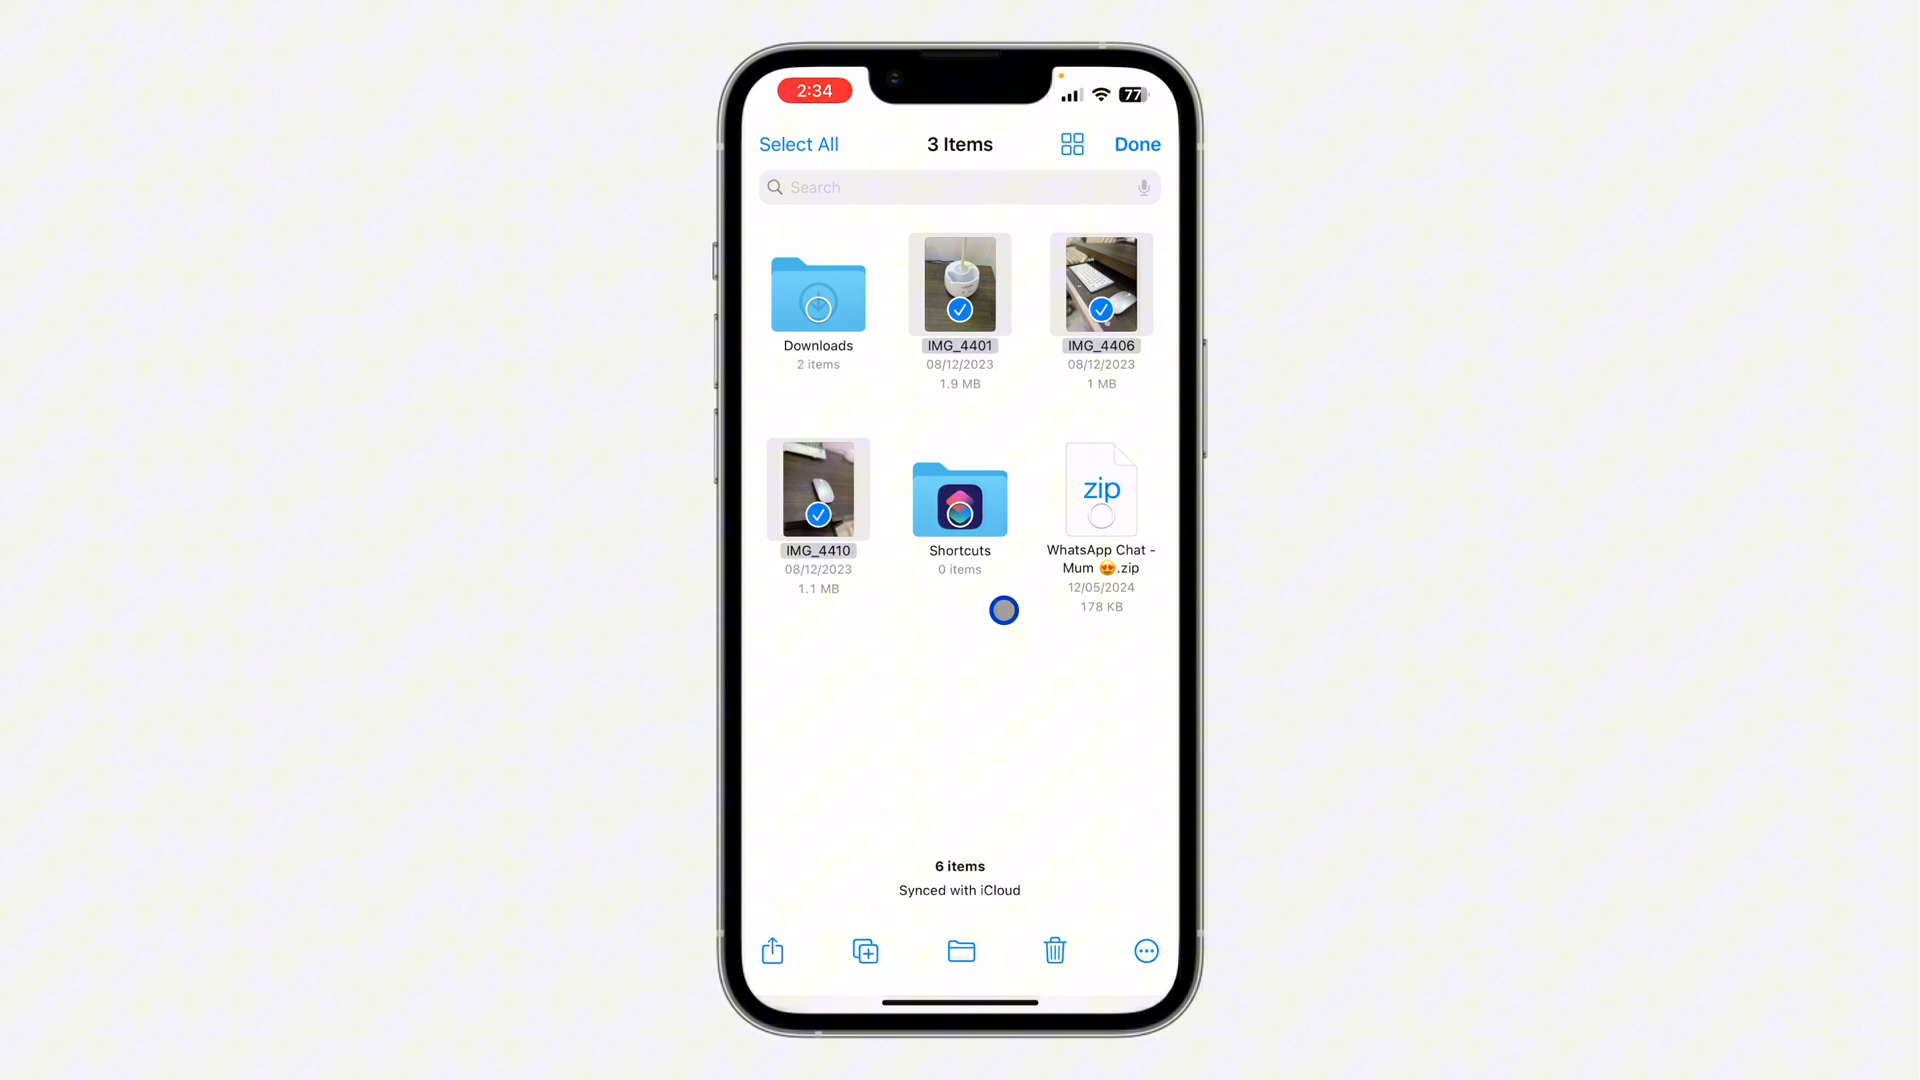 2:34
77
Select All
3 Items
Done
Search
Downloads
2 items
IMG_4401
08/12/2023
1.9 MB
IMG_4406
08/12/2023
1 MB
IMG_4410
08/12/2023
1.1 MB
Shortcuts
0 items
zip
WhatsApp Chat -
Mum 😍.zip
12/05/2024
178 KB
6 items
Synced with iCloud